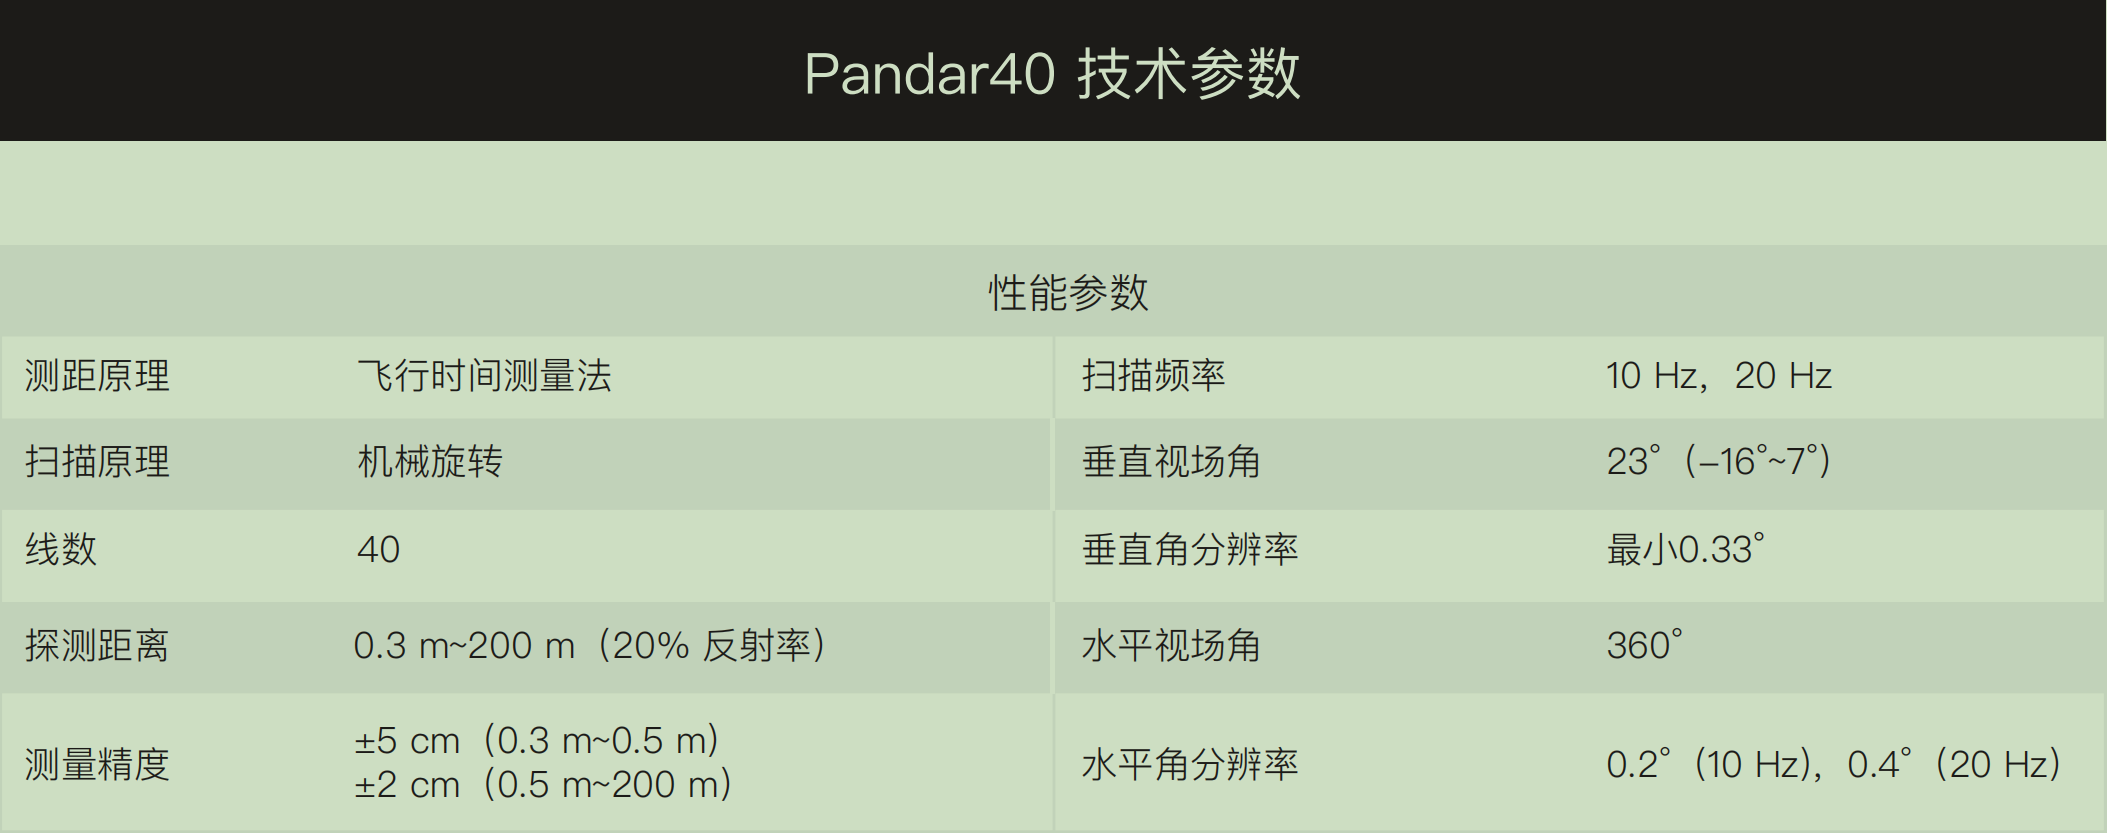 Pandar40 技术参数
性能参数
测距原理 飞行时间测量法 扫描频率 10 Hz，20 Hz
扫描原理 机械旋转 垂直视场角 23°（–16°~7°）
线数 40 垂直角分辨率 最小0.33°
探测距离 0.3 m~200 m（20% 反射率） 水平视场角 360°
测量精度 ±5 cm（0.3 m~0.5 m）
±2 cm（0.5 m~200 m） 水平角分辨率 0.2°（10 Hz)，0.4°（20 Hz）